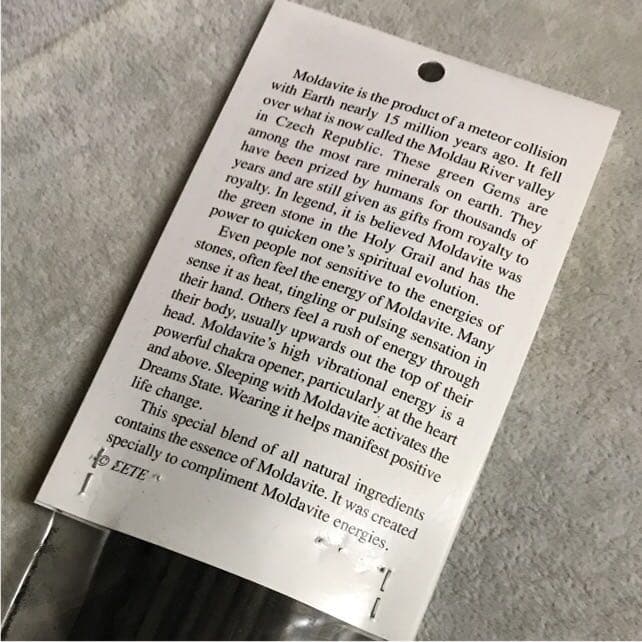 Moldavite is the product of a meteor collision
with Earth nearly 15 million years ago. It fell
over what is now called the Moldau River valley
in Czech Republic. These green Gems are
among the most rare minerals on earth. They
have been prized by humans for thousands of
years and are still given as gifts from royalty to
royalty. In legend, it is believed Moldavite was
the green stone in the Holy Grail and has the
power to quicken one's spiritual evolution.
Even people not sensitive to the energies of
stones, often feel the energy of Moldavite. Many
sense it as heat, tingling or pulsing sensation in
their hand. Others feel a rush of energy through
their body, usually upwards out the top of their
head. Moldavite's high vibrational energy is a
powerful chakra opener, particularly at the heart
and above. Sleeping with Moldavite activates the
Dreams State. Wearing it helps manifest positive
life change.
This special blend of all natural ingredients
contains the essence of Moldavite. It was created
specially to compliment Moldavite energies.
© ΣETE